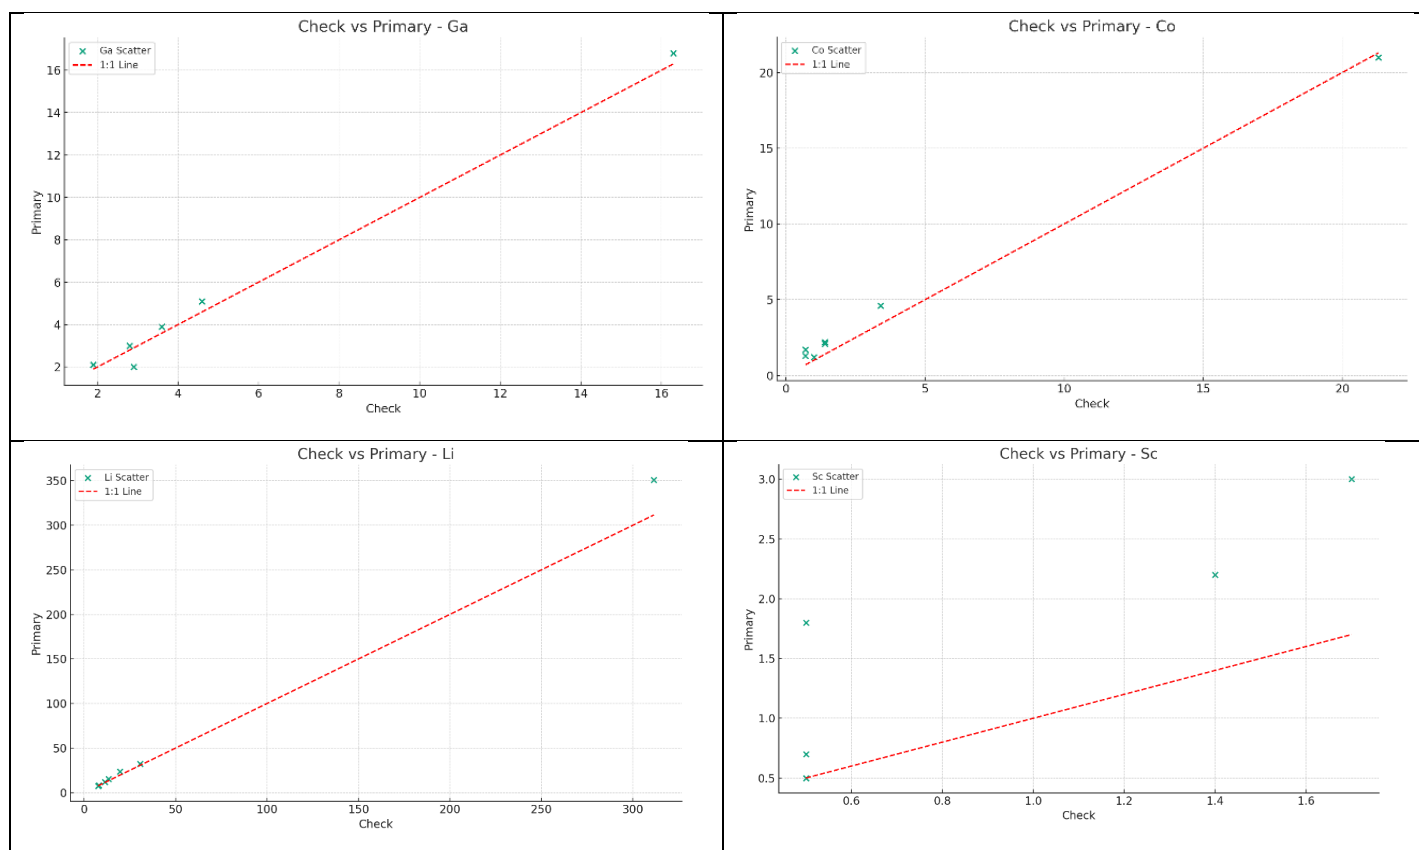 Check vs Primary - Ga
Ga Scatter
1:1 Line
16
14
12
10
8
6
4
2
Primary
2
4
6
8
10
12
14
16
Check
Check vs Primary - Co
Co Scatter
1:1 Line
20
15
10
5
0
Primary
0
5
10
15
20
Check
Check vs Primary - Li
Li Scatter
1:1 Line
350
300
250
200
150
100
50
0
Primary
0
50
100
150
200
250
300
Check
Check vs Primary - Sc
Sc Scatter
1:1 Line
3.0
2.5
2.0
1.5
1.0
0.5
Primary
0.6
0.8
1.0
1.2
1.4
1.6
Check